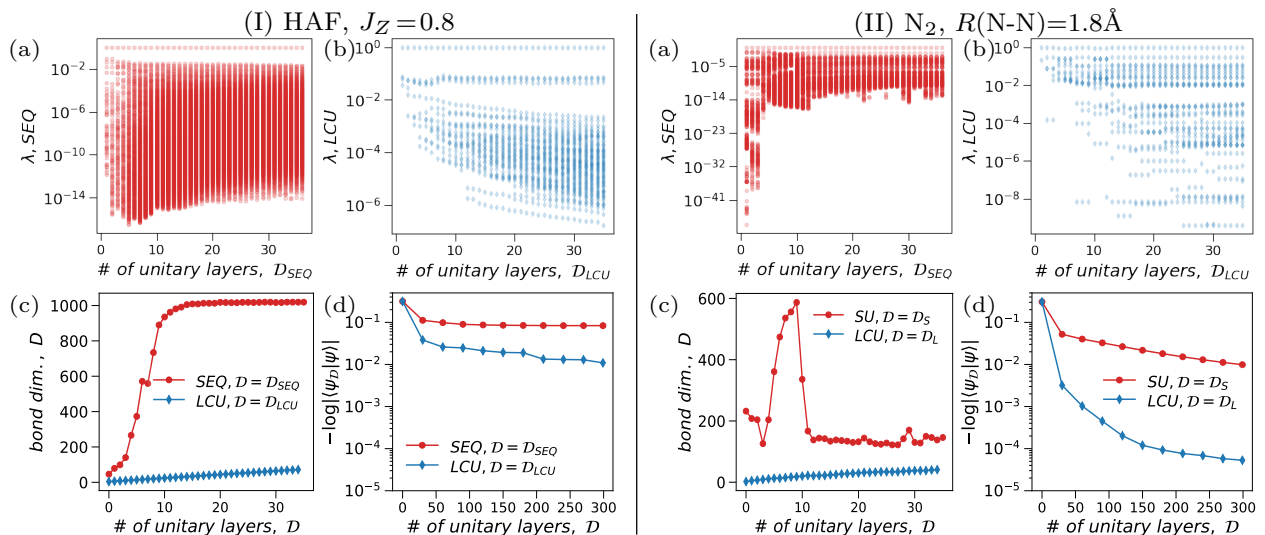 (I) HAF, J_Z = 0.8
(a)
λ, SEQ
10^−2
10^−6
10^−10
10^−14
0 10 20 30
# of unitary layers, 𝒟_SEQ
(b)
λ, LCU
10^0
10^−2
10^−4
10^−6
0 10 20 30
# of unitary layers, 𝒟_LCU
(c)
bond dim., D
1000
800
600
400
200
0
SEQ, 𝒟 = 𝒟_SEQ
LCU, 𝒟 = 𝒟_LCU
0 10 20 30
# of unitary layers, 𝒟
(d)
−log|⟨ψ_𝒟|ψ⟩|
10^−1
10^−2
10^−3
10^−4
10^−5
SEQ, 𝒟 = 𝒟_SEQ
LCU, 𝒟 = 𝒟_LCU
0 60 120 180 240 300
# of unitary layers, 𝒟
(II) N_2, R(N-N)=1.8Å
(a)
λ, SEQ
10^−5
10^−14
10^−23
10^−32
10^−41
0 10 20 30
# of unitary layers, 𝒟_SEQ
(b)
λ, LCU
10^0
10^−2
10^−4
10^−6
10^−8
0 10 20 30
# of unitary layers, 𝒟_LCU
(c)
bond dim., D
600
400
200
0
SU, 𝒟 = 𝒟_S
LCU, 𝒟 = 𝒟_L
0 10 20 30
# of unitary layers, 𝒟
(d)
−log|⟨ψ_𝒟|ψ⟩|
10^−1
10^−2
10^−3
10^−4
10^−5
SU, 𝒟 = 𝒟_S
LCU, 𝒟 = 𝒟_L
0 50 100 150 200 250 300
# of unitary layers, 𝒟